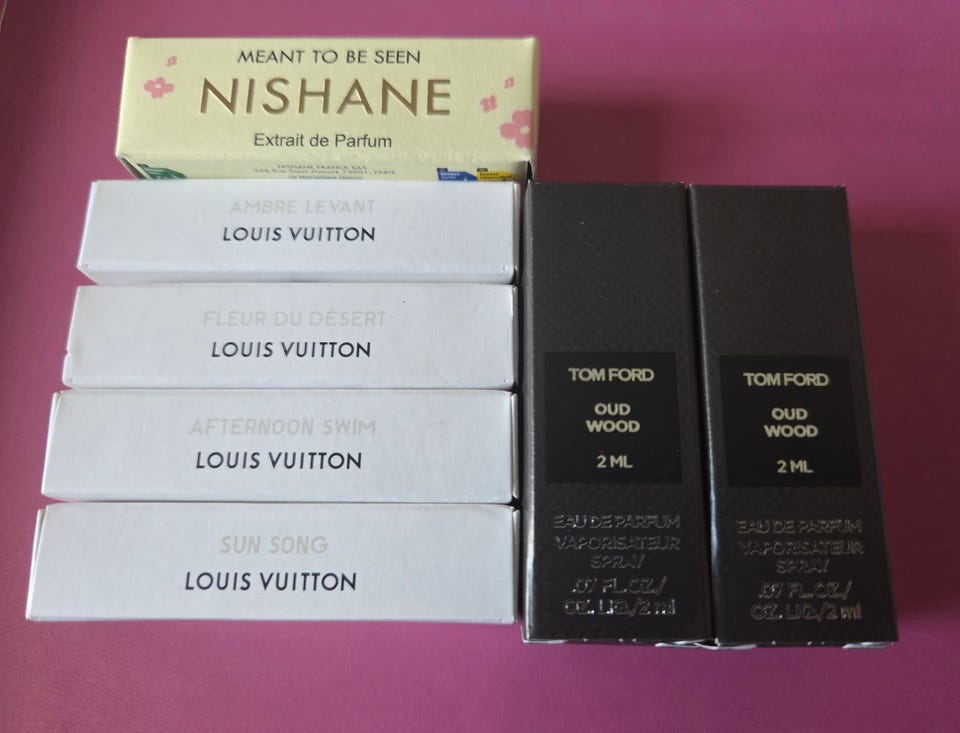 MEANT TO BE SEEN
NISHANE
Extrait de Parfum
NISHANE FRANCE SAS
AMBRE LEVANT
LOUIS VUITTON
FLEUR DU DÉSERT
LOUIS VUITTON
AFTERNOON SWIM
LOUIS VUITTON
SUN SONG
LOUIS VUITTON
TOM FORD
OUD
WOOD
2 ML
EAU DE PARFUM
VAPORISATEUR
SPRAY
.07 FL.OZ./
OZ. LIQ./2 ml
TOM FORD
OUD
WOOD
2 ML
EAU DE PARFUM
VAPORISATEUR
SPRAY
.07 FL.OZ./
OZ. LIQ./2 ml